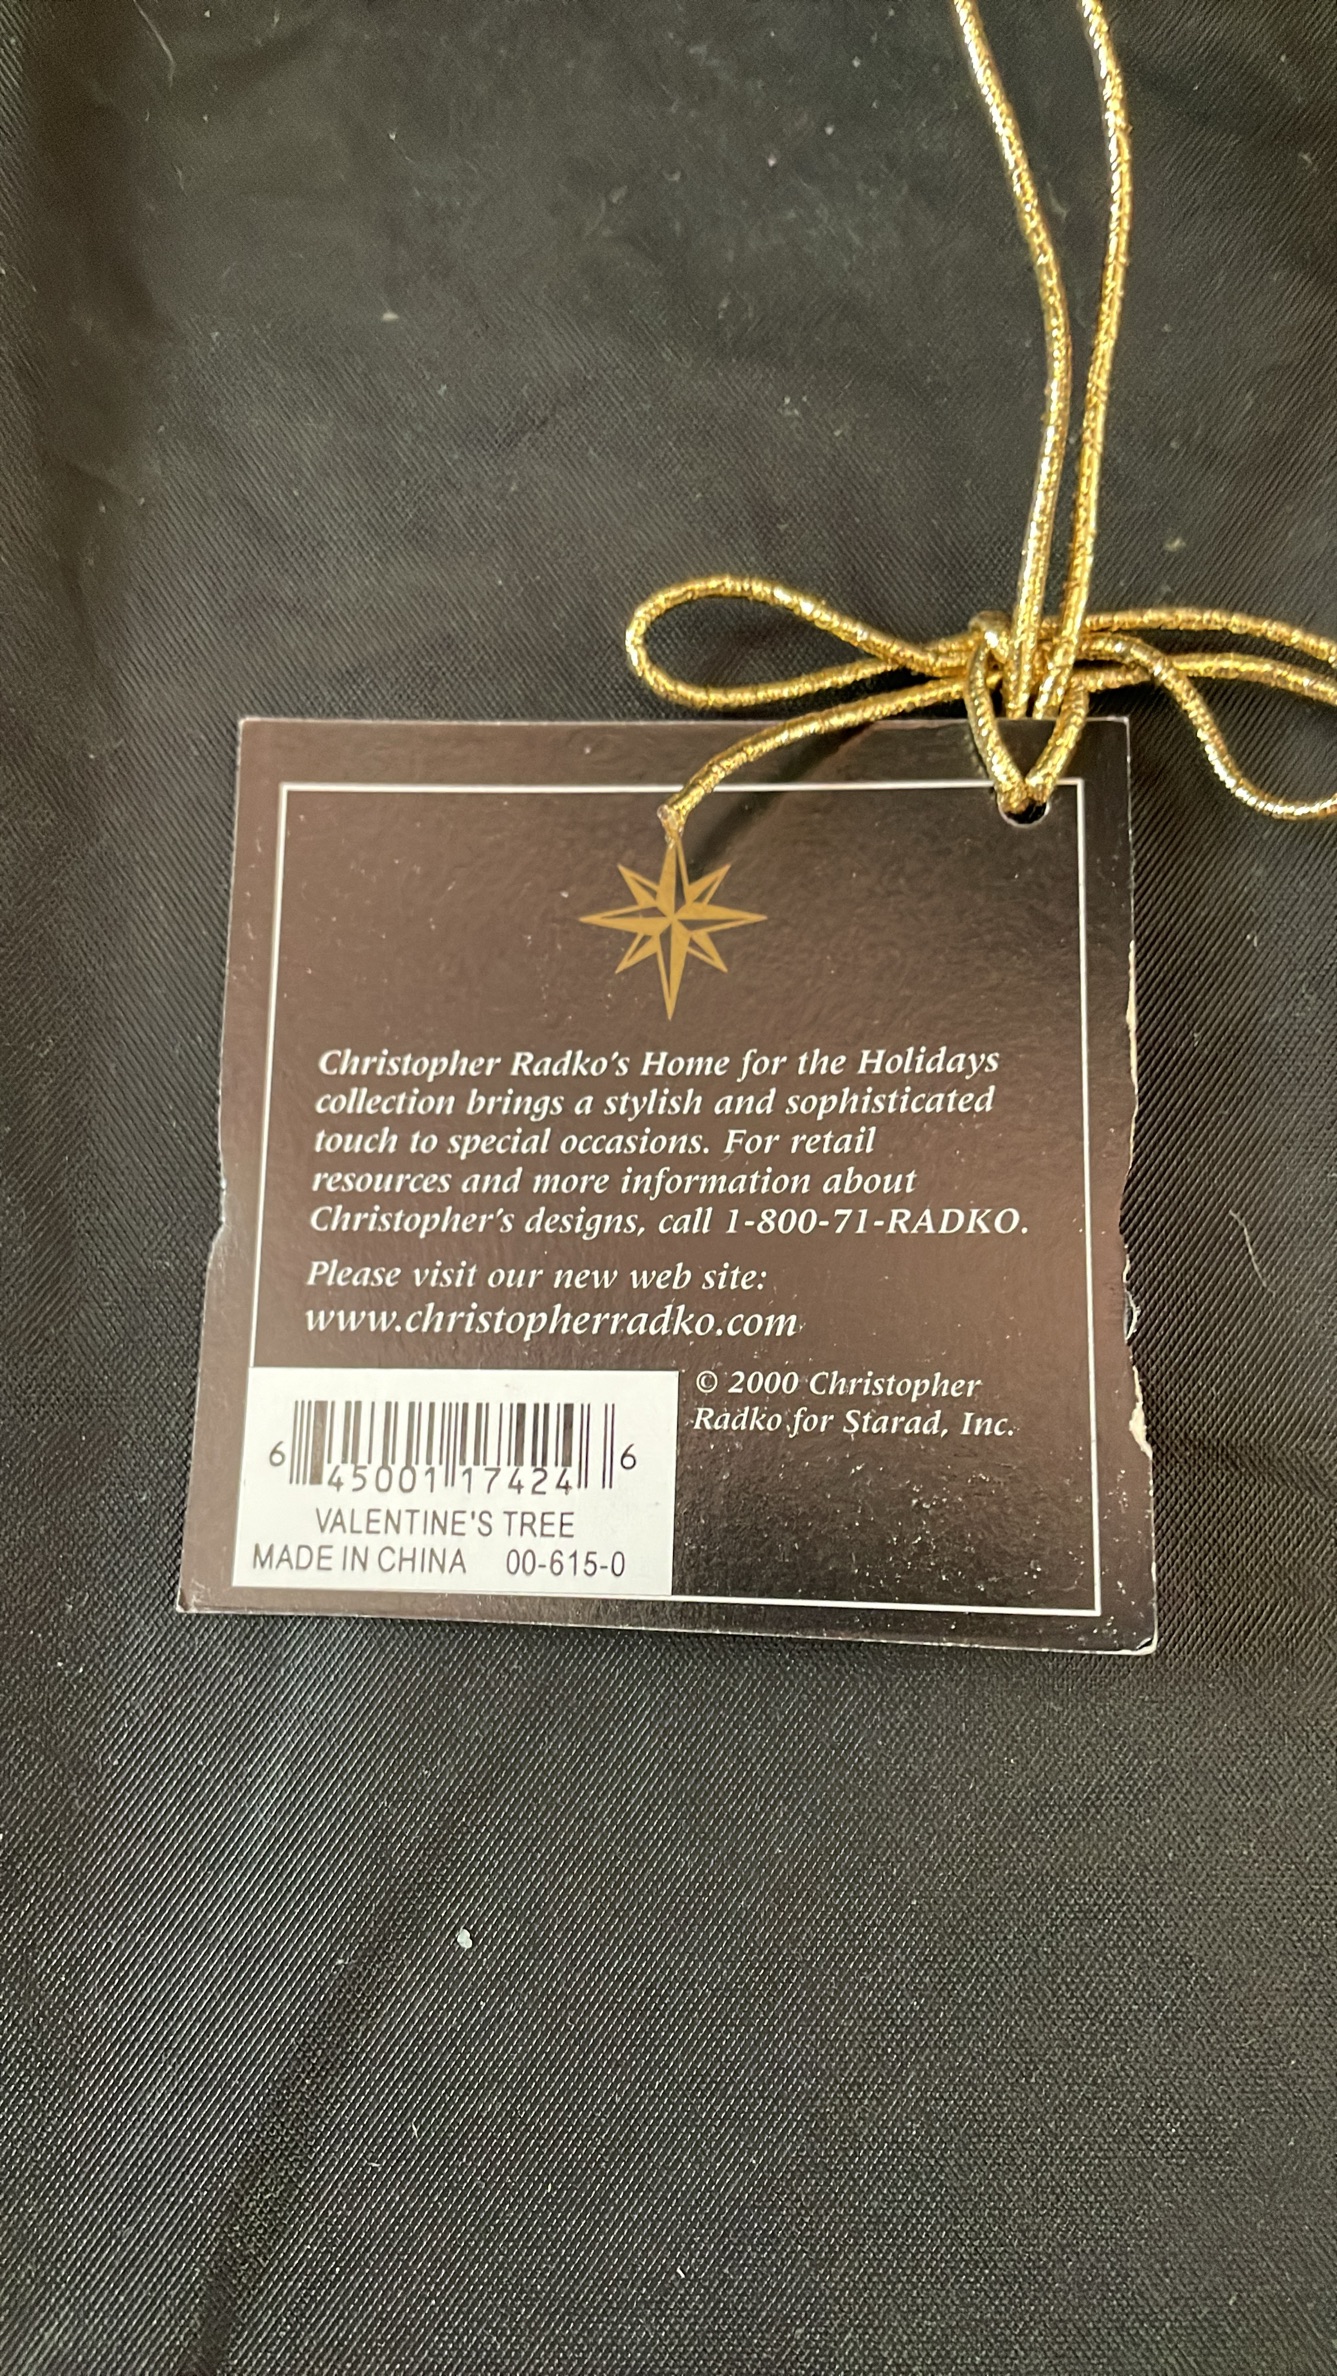 Christopher Radko's Home for the Holidays
collection brings a stylish and sophisticated
touch to special occasions. For retail
resources and more information about
Christopher's designs, call 1-800-71-RADKO.
Please visit our new web site:
www.christopherradko.com
© 2000 Christopher
Radko for Starad, Inc.
6 45001 17424 6
VALENTINE'S TREE
MADE IN CHINA 00-615-0